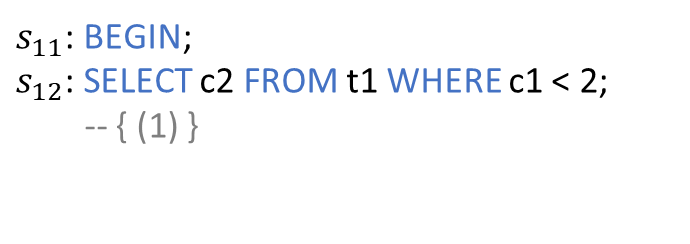 s₁₁: BEGIN;
s₁₂: SELECT c2 FROM t1 WHERE c1 < 2;
-- { (1) }